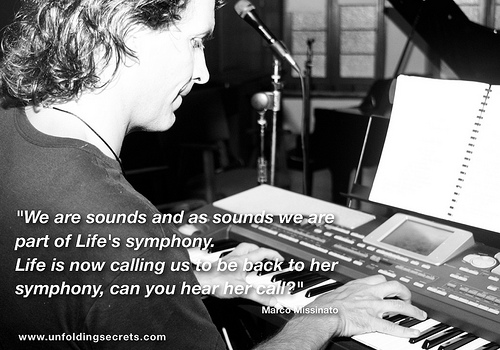 "We are sounds and as sounds we are
part of Life's symphony.
Life is now calling us to be back to her
symphony, can you hear her call?"
Marco Missinato
www.unfoldingsecrets.com